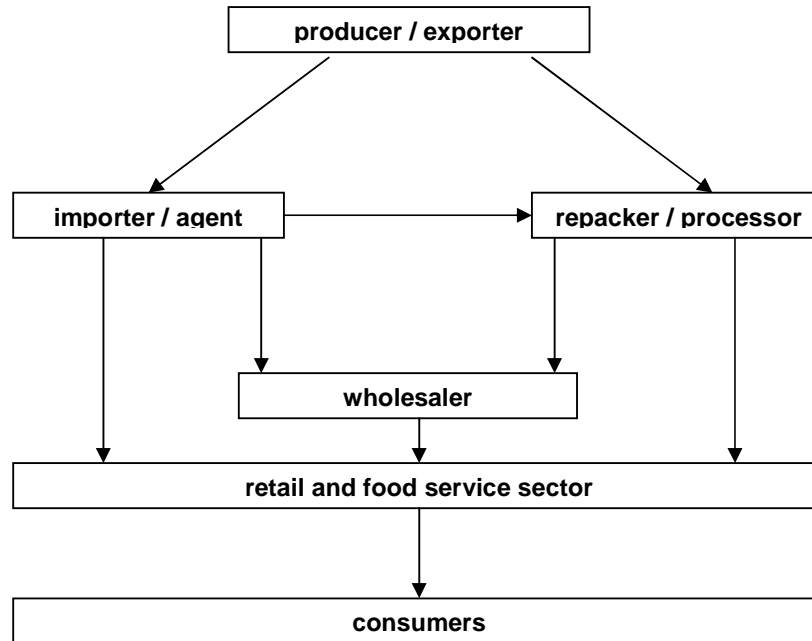 producer / exporter
importer / agent
repacker / processor
wholesaler
retail and food service sector
consumers